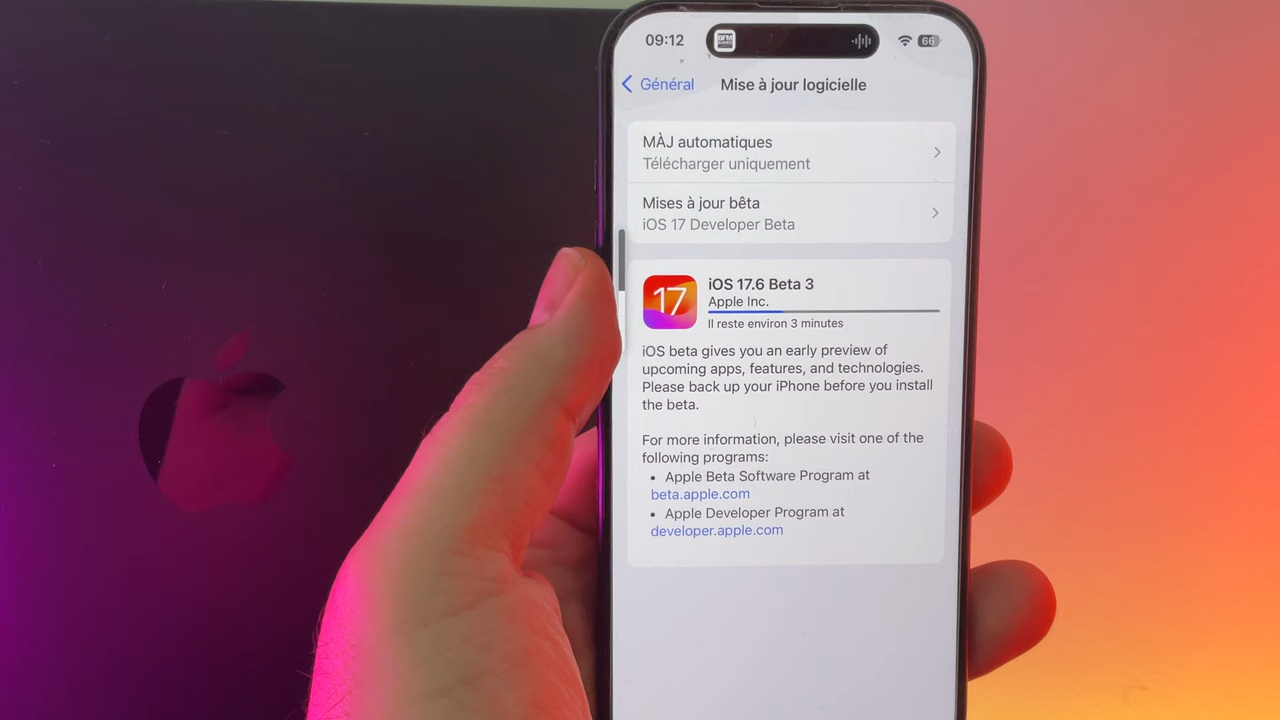 09:12
66
Général
Mise à jour logicielle
MÀJ automatiques
Télécharger uniquement
Mises à jour bêta
iOS 17 Developer Beta
17
iOS 17.6 Beta 3
Apple Inc.
Il reste environ 3 minutes
iOS beta gives you an early preview of
upcoming apps, features, and technologies.
Please back up your iPhone before you install
the beta.
For more information, please visit one of the
following programs:
• Apple Beta Software Program at
beta.apple.com
• Apple Developer Program at
developer.apple.com